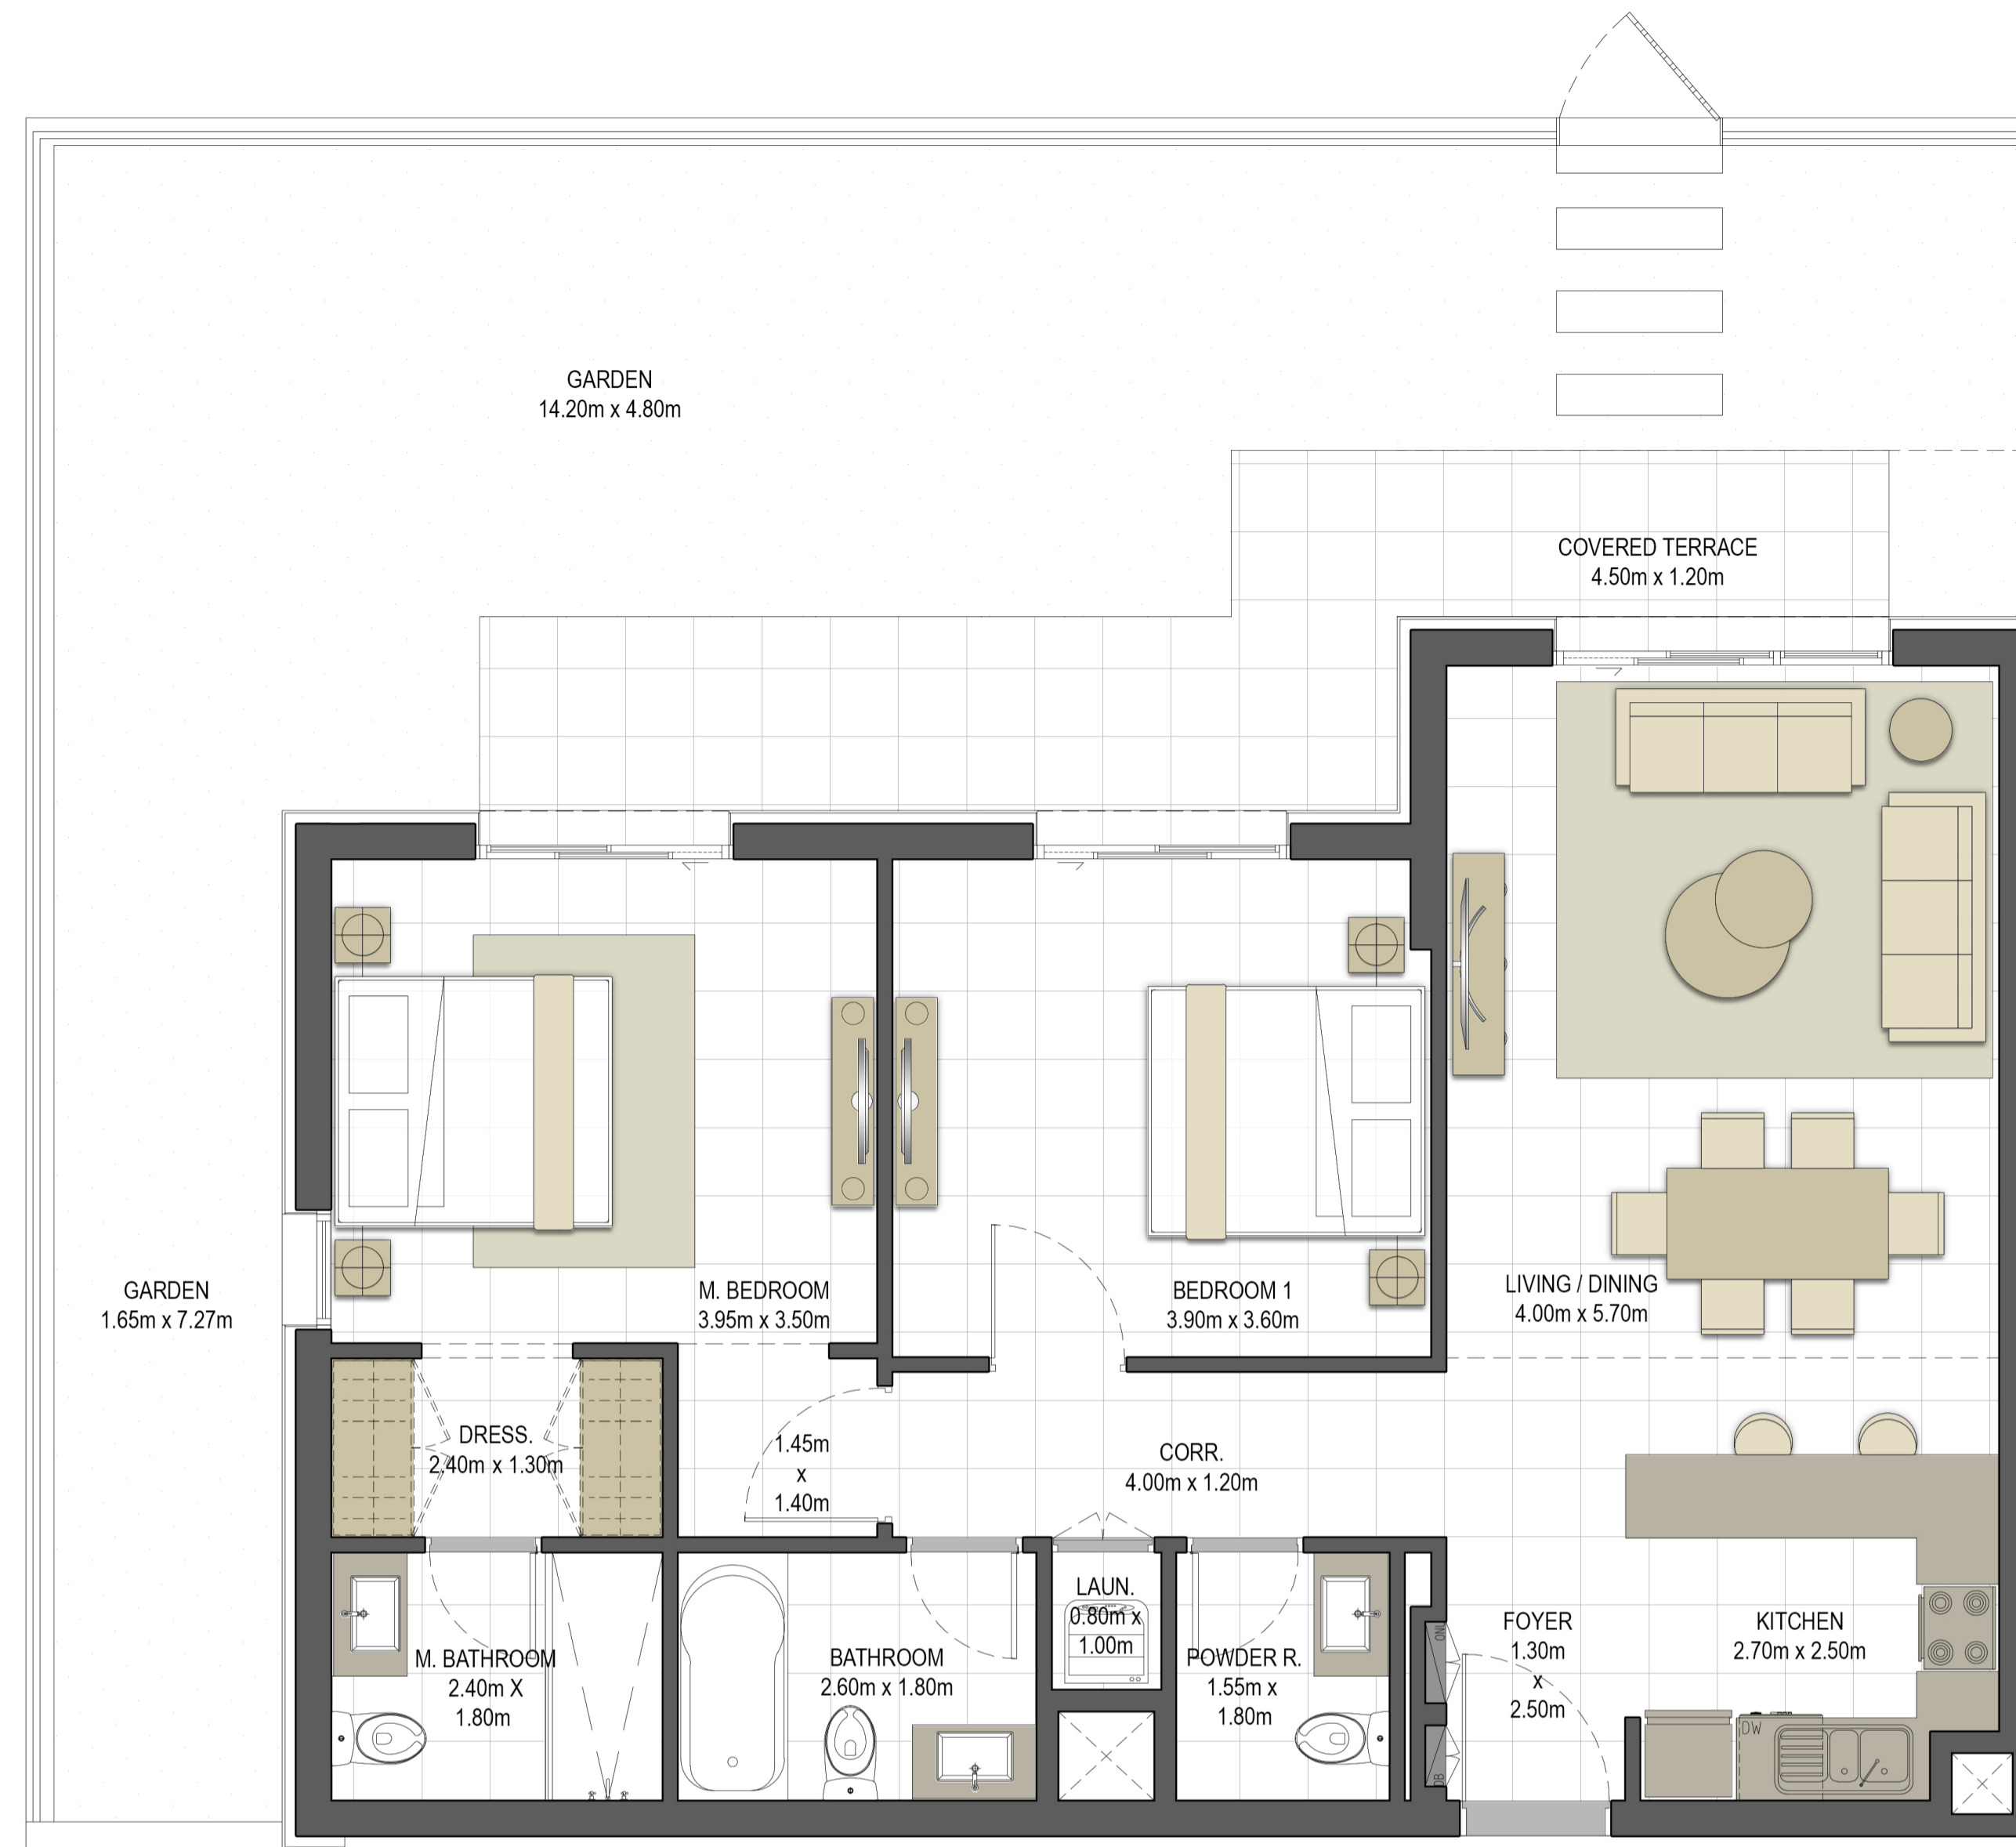 GARDEN
14.20m x 4.80m
COVERED TERRACE
4.50m x 1.20m
GARDEN
1.65m x 7.27m
M. BEDROOM
3.95m x 3.50m
BEDROOM 1
3.90m x 3.60m
LIVING / DINING
4.00m x 5.70m
DRESS.
2.40m x 1.30m
1.45m
x
1.40m
CORR.
4.00m x 1.20m
M. BATHROOM
2.40m X
1.80m
BATHROOM
2.60m x 1.80m
LAUN.
0.80m x
1.00m
POWDER R.
1.55m x
1.80m
FOYER
1.30m
x
2.50m
KITCHEN
2.70m x 2.50m
DW
DB